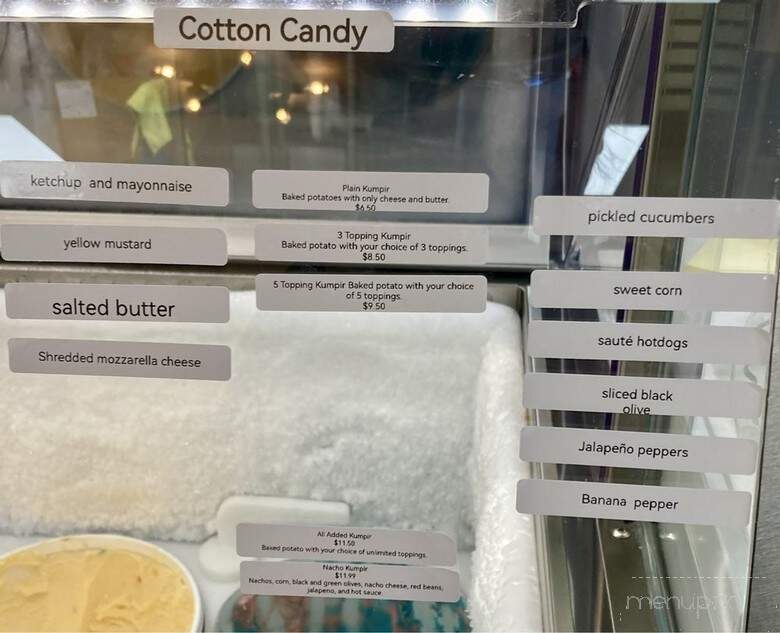 Cotton Candy
ketchup and mayonnaise
yellow mustard
salted butter
Shredded mozzarella cheese
Plain Kumpir
Baked potatoes with only cheese and butter.
$6.50
3 Topping Kumpir
Baked potato with your choice of 3 toppings.
$8.50
5 Topping Kumpir Baked potato with your choice
of 5 toppings.
$9.50
pickled cucumbers
sweet corn
sauté hotdogs
sliced black
olive
Jalapeño peppers
Banana pepper
All Added Kumpir
$11.50
Baked potato with your choice of unlimited toppings
Nacho Kumpir
$11.99
Nachos, corn, black and green olives, nacho cheese, red beans,
jalapeno, and hot sauce